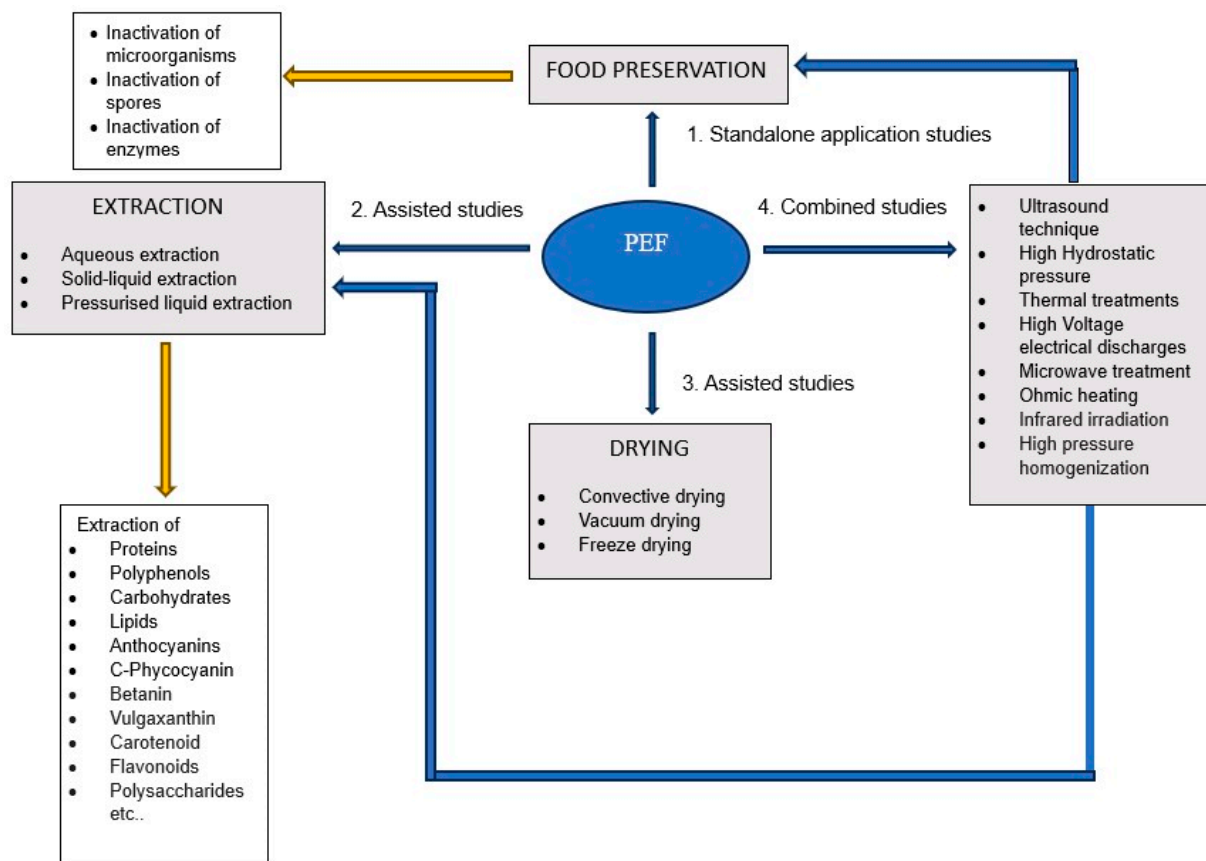 • Inactivation of
microorganisms
• Inactivation of
spores
• Inactivation of
enzymes
FOOD PRESERVATION
1. Standalone application studies
EXTRACTION
• Aqueous extraction
• Solid-liquid extraction
• Pressurised liquid extraction
2. Assisted studies
PEF
4. Combined studies
• Ultrasound
technique
• High Hydrostatic
pressure
• Thermal treatments
• High Voltage
electrical discharges
• Microwave treatment
• Ohmic heating
• Infrared irradiation
• High pressure
homogenization
3. Assisted studies
DRYING
• Convective drying
• Vacuum drying
• Freeze drying
Extraction of
• Proteins
• Polyphenols
• Carbohydrates
• Lipids
• Anthocyanins
• C-Phycocyanin
• Betanin
• Vulgaxanthin
• Carotenoid
• Flavonoids
• Polysaccharides
etc..